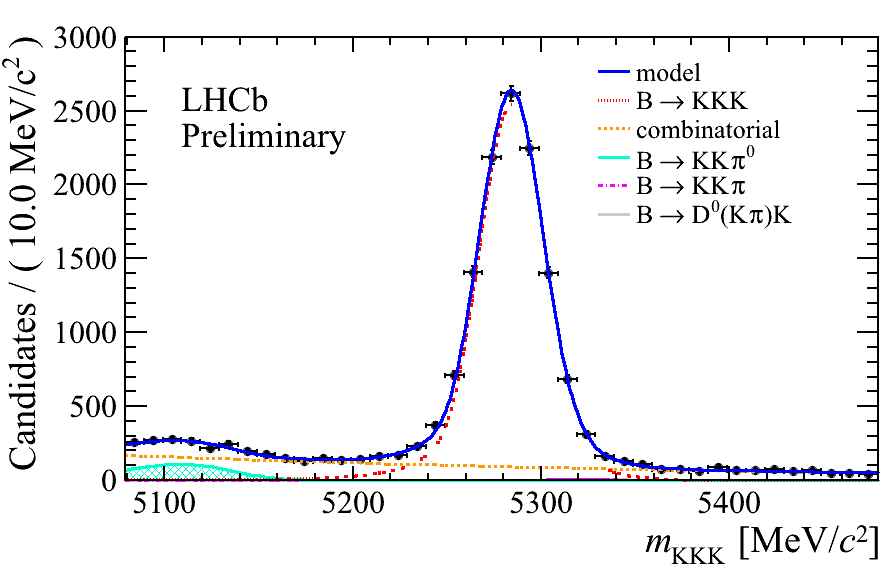 3000
2500
2000
1500
1000
500
0
Candidates / ( 10.0 MeV/c²)
LHCb
Preliminary
model
B → KKK
combinatorial
B → KKπ⁰
B → KKπ
B → D⁰(Kπ)K
5100 5200 5300 5400
m_KKK [MeV/c²]